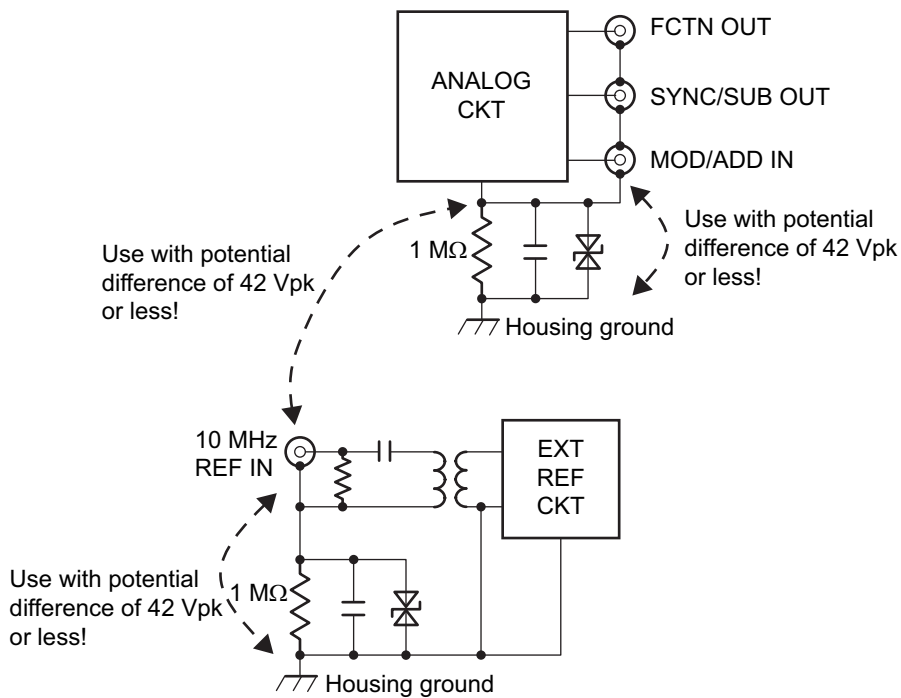 FCTN OUT
ANALOG
CKT
SYNC/SUB OUT
MOD/ADD IN
Use with potential
difference of 42 Vpk
or less!
1 MΩ
Use with potential
difference of 42 Vpk
or less!
Housing ground
10 MHz
REF IN
EXT
REF
CKT
Use with potential
difference of 42 Vpk
or less!
1 MΩ
Housing ground